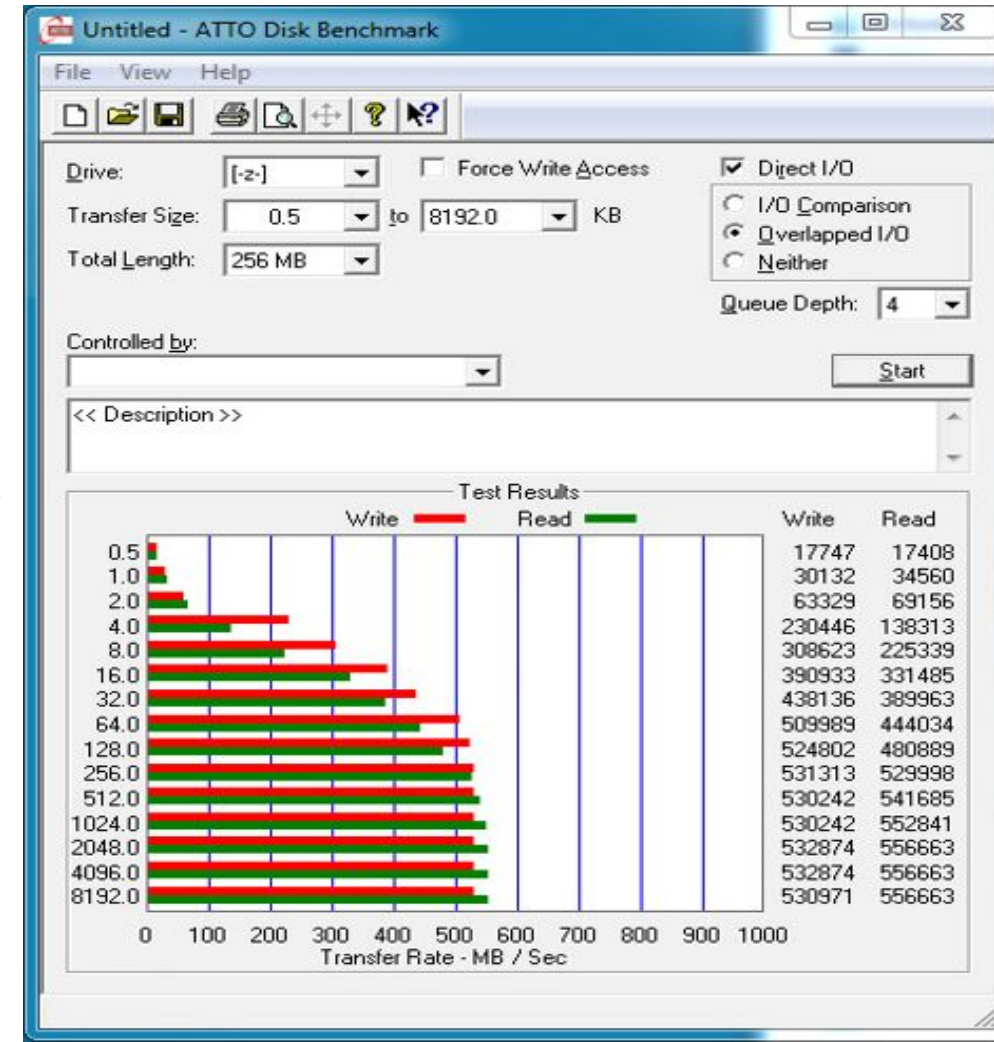 Untitled - ATTO Disk Benchmark
File View Help
Drive: [-z-] Force Write Access Direct I/O
Transfer Size: 0.5 to 8192.0 KB I/O Comparison
Overlapped I/O
Total Length: 256 MB Neither
Queue Depth: 4
Controlled by:
Start
<< Description >>
Test Results
Write Read Write Read
0.5 17747 17408
1.0 30132 34560
2.0 63329 69156
4.0 230446 138313
8.0 308623 225339
16.0 390933 331485
32.0 438136 389963
64.0 509989 444034
128.0 524802 480889
256.0 531313 529998
512.0 530242 541685
1024.0 530242 552841
2048.0 532874 556663
4096.0 532874 556663
8192.0 530971 556663
0 100 200 300 400 500 600 700 800 900 1000
Transfer Rate - MB / Sec